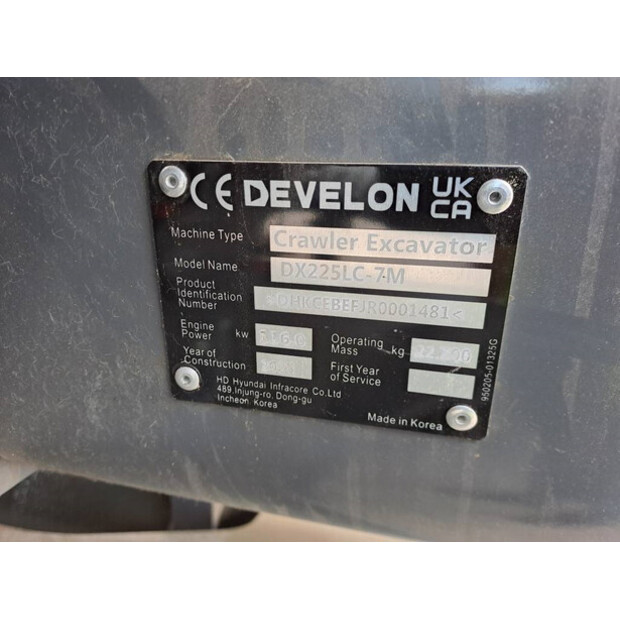 CE DEVELON UK CA
Machine Type Crawler Excavator
Model Name DX225LC-7M
Product
Identification
Number >DHKCEBEFJR0001481<
Engine
Power kw
Operating
Mass kg
Year of
Construction
First Year
of Service
HD Hyundai Infracore Co.Ltd
489,Injung-ro, Dong-gu
Incheon, Korea
Made in Korea
950205-01325G